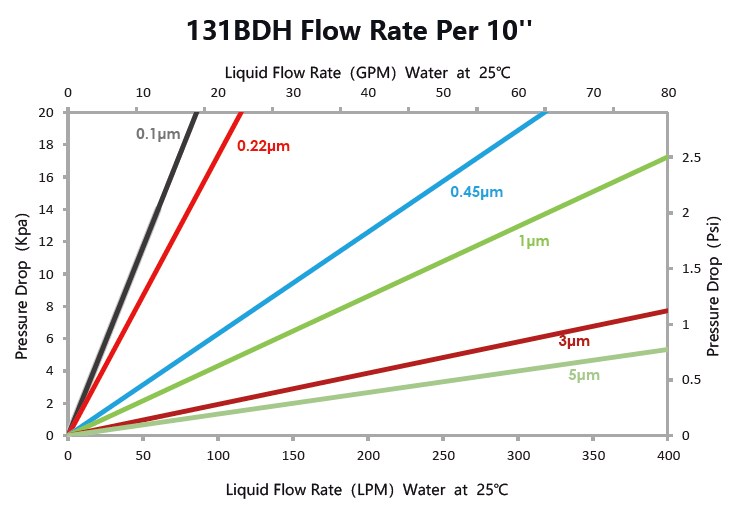 131BDH Flow Rate Per 10''
Liquid Flow Rate (GPM) Water at 25℃
0 10 20 30 40 50 60 70 80
20
18
16
14
12
10
8
6
4
2
0
Pressure Drop (Kpa)
0.1μm
0.22μm
0.45μm
1μm
3μm
5μm
2.5
2
1.5
1
0.5
0
Pressure Drop (Psi)
0 50 100 150 200 250 300 350 400
Liquid Flow Rate (LPM) Water at 25℃